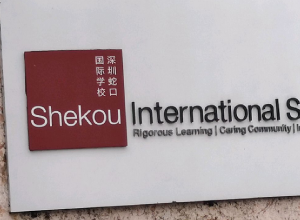 深圳蛇口
国际学校
Shekou International S
Rigorous Learning | Caring Community |